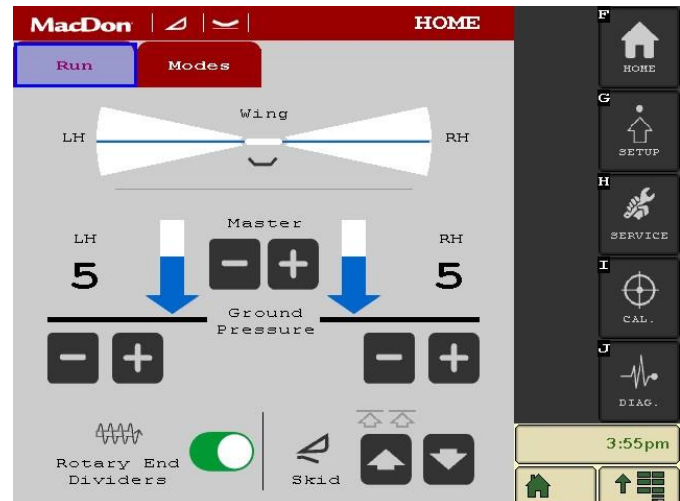 MacDon
HOME
Run
Modes
Wing
LH
RH
Master
LH
RH
5
5
Ground
Pressure
Rotary End
Dividers
Skid
F
HOME
G
SETUP
H
SERVICE
I
CAL.
J
DIAG.
3:55pm